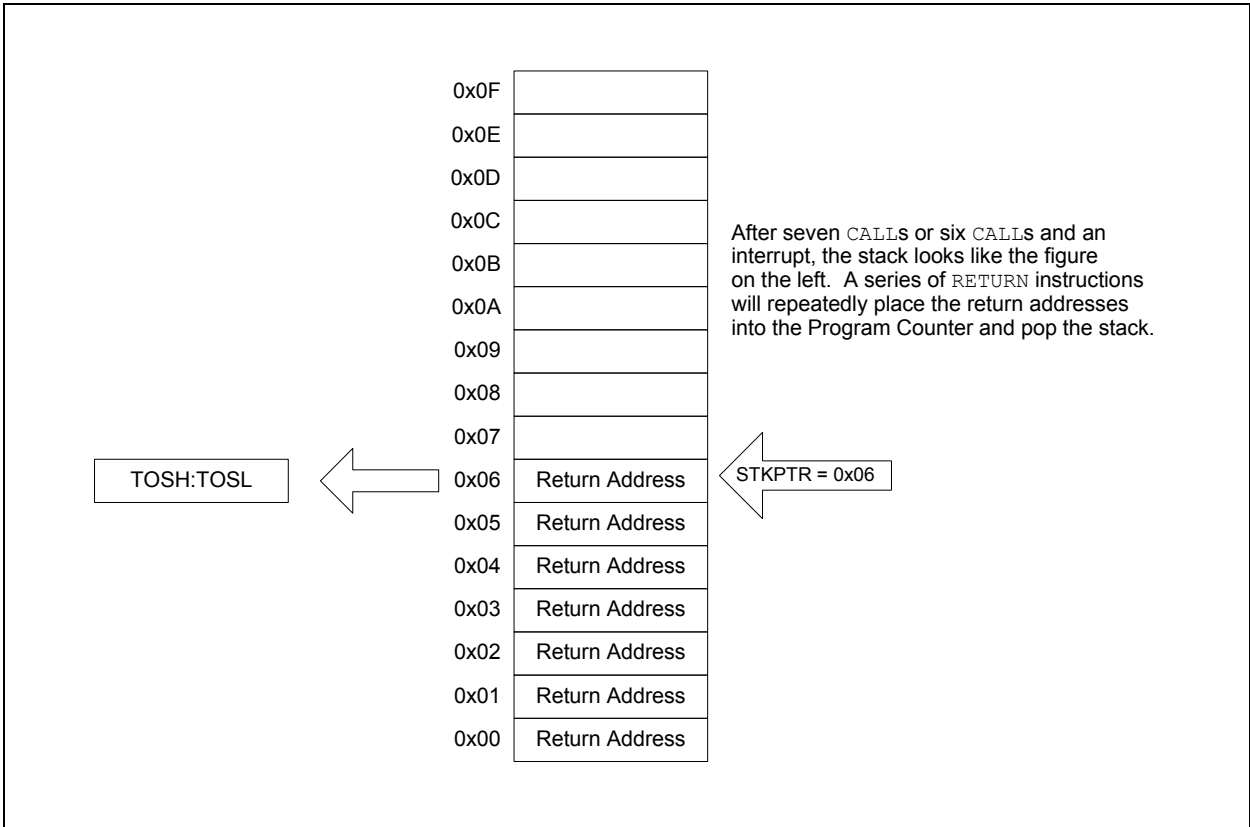 0x0F
0x0E
0x0D
0x0C
0x0B
0x0A
0x09
0x08
0x07
After seven CALLs or six CALLs and an
interrupt, the stack looks like the figure
on the left. A series of RETURN instructions
will repeatedly place the return addresses
into the Program Counter and pop the stack.
TOSH:TOSL
0x06 Return Address
STKPTR = 0x06
0x05 Return Address
0x04 Return Address
0x03 Return Address
0x02 Return Address
0x01 Return Address
0x00 Return Address